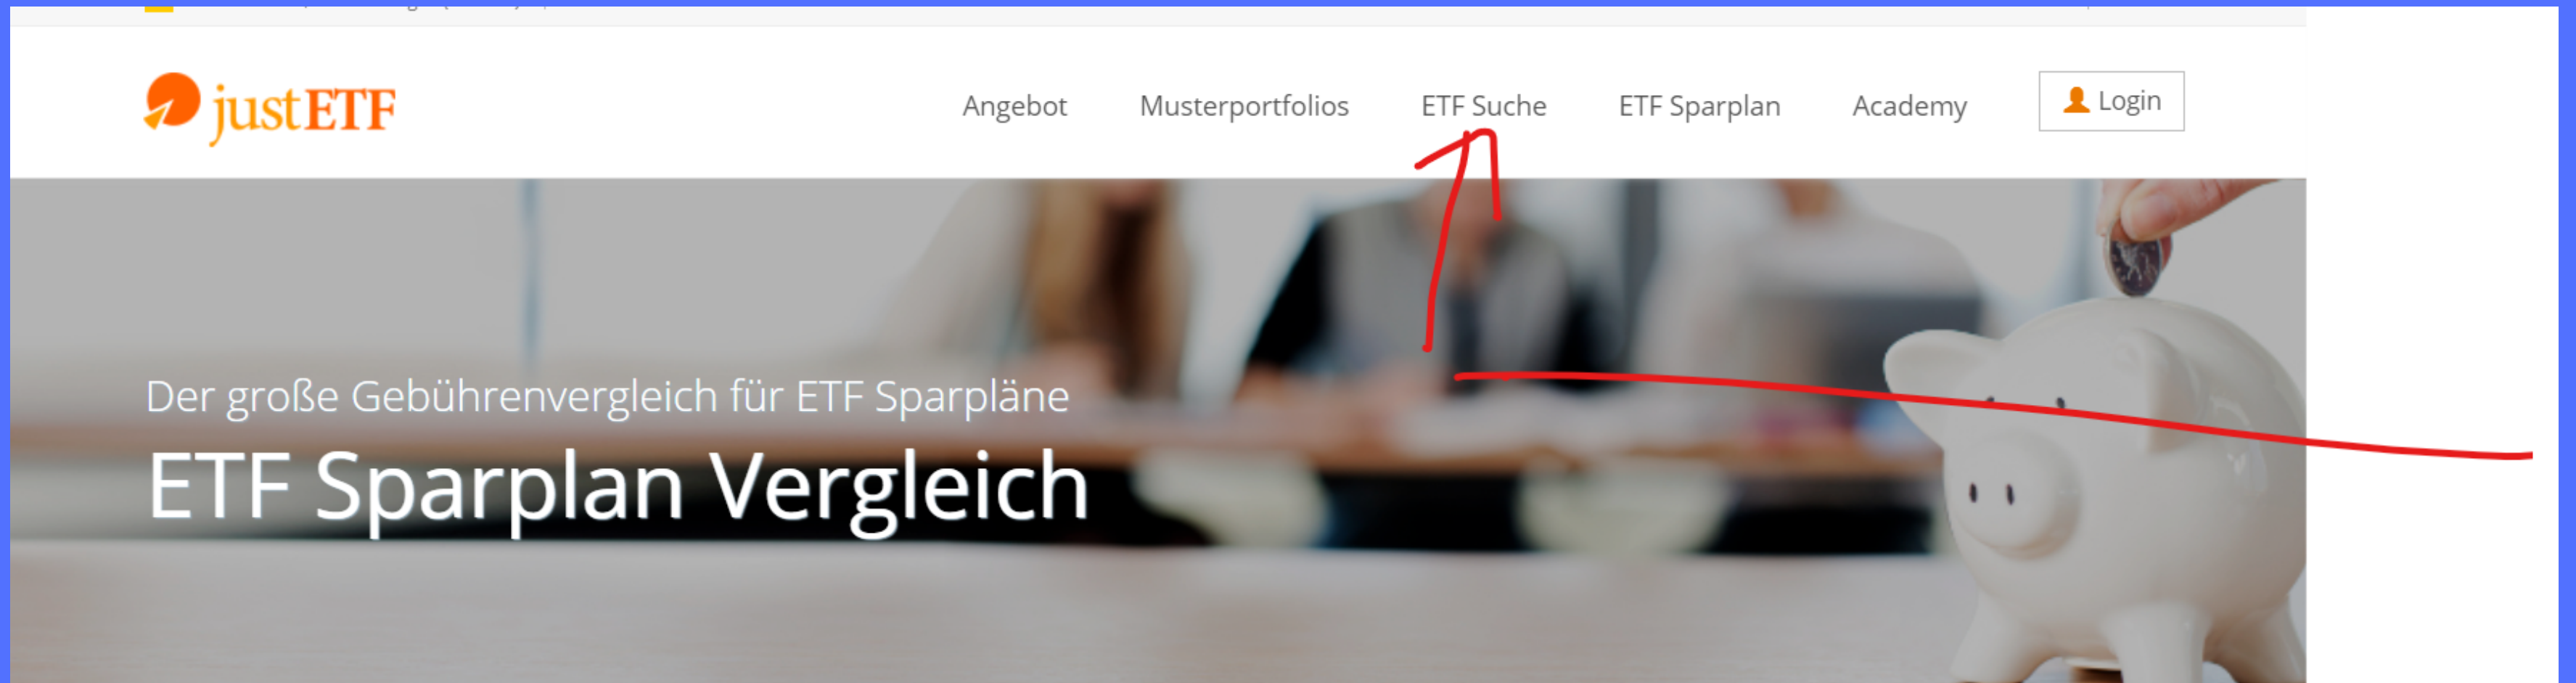 justETF
Angebot Musterportfolios ETF Suche ETF Sparplan Academy Login
Der große Gebührenvergleich für ETF Sparpläne
ETF Sparplan Vergleich